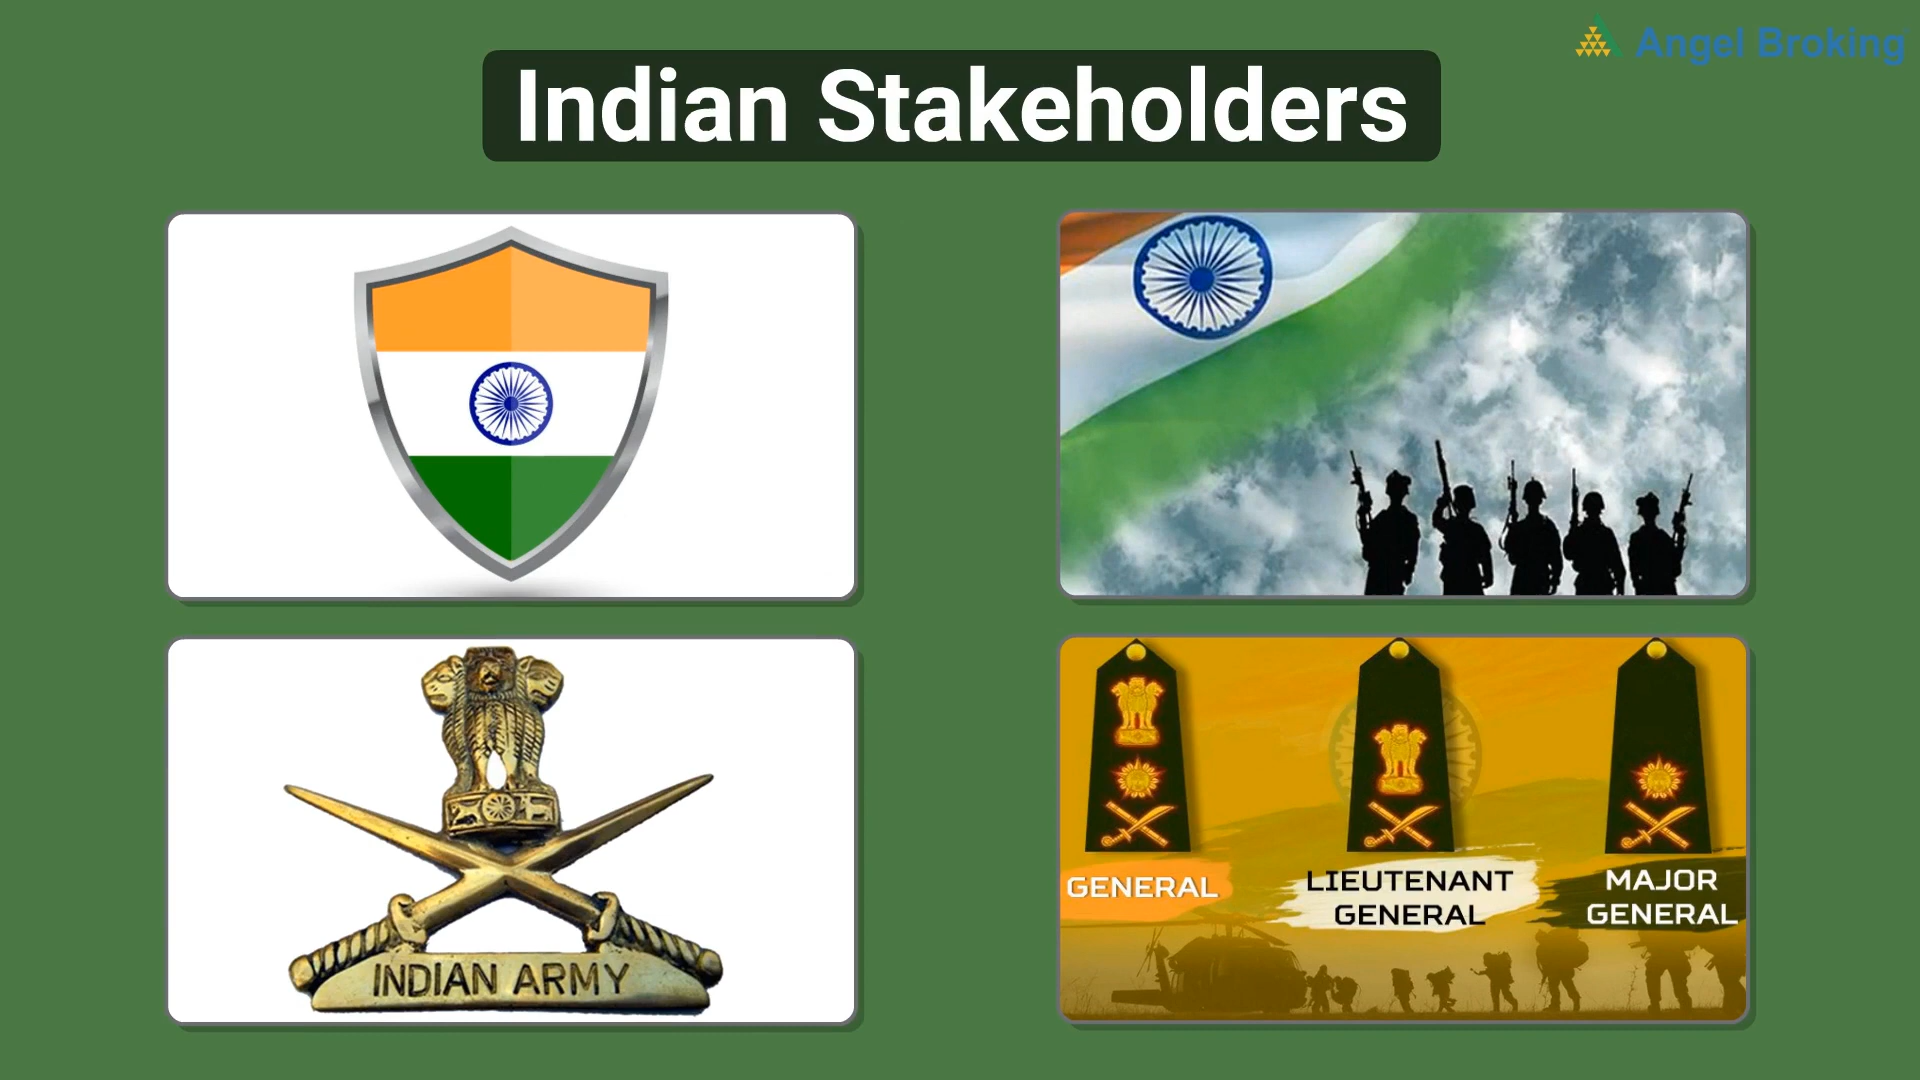 Angel Broking
Indian Stakeholders
INDIAN ARMY
GENERAL
LIEUTENANT
GENERAL
MAJOR
GENERAL